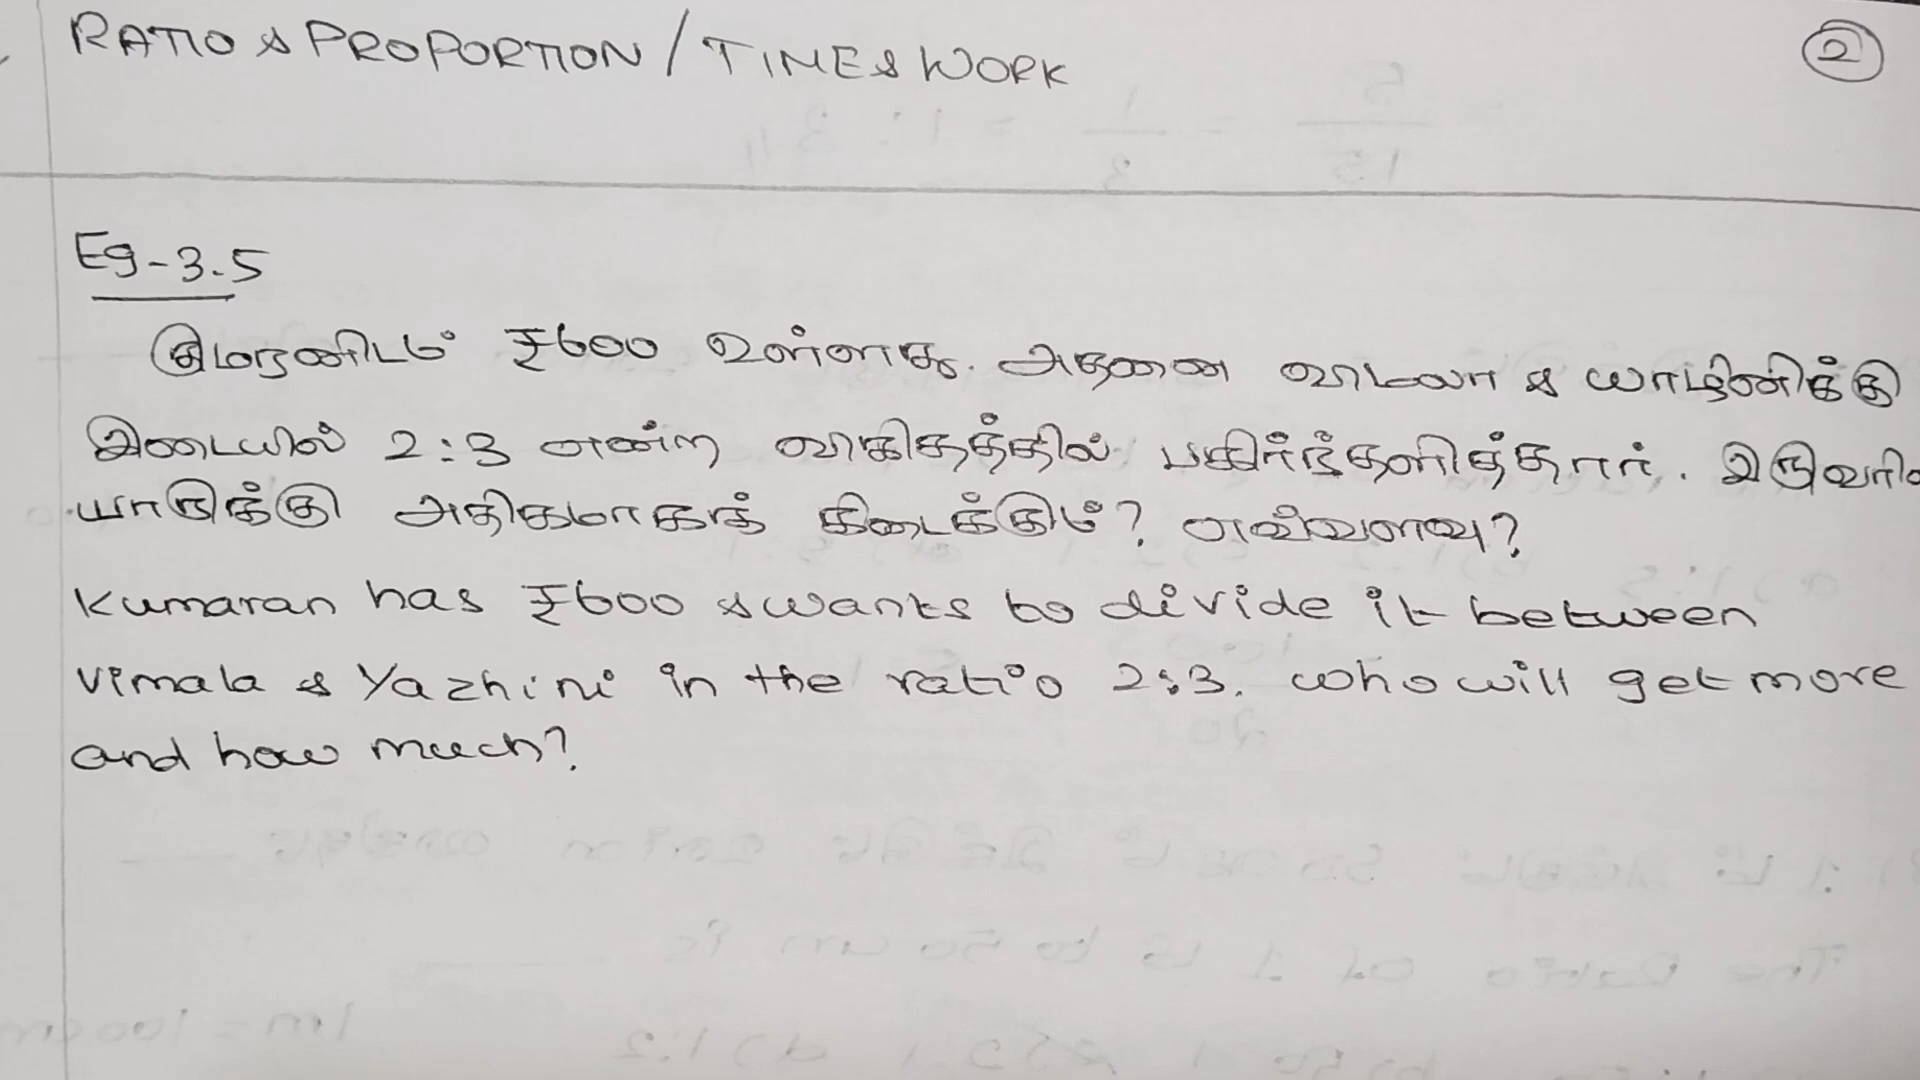 RATIO & PROPORTION / TIME & WORK
2
Eg-3.5
குமரனிடம் ₹600 உள்ளது. அதனை விமலா & யாழினிக்கு
இடையில் 2:3 என்ற விகிதத்தில் பகிர்ந்தளித்தார். இருவரில்
யாருக்கு அதிகமாகக் கிடைக்கும்? எவ்வளவு?
Kumaran has ₹600 & wants to divide it between
Vimala & Yazhini in the ratio 2:3. who will get more
and how much?